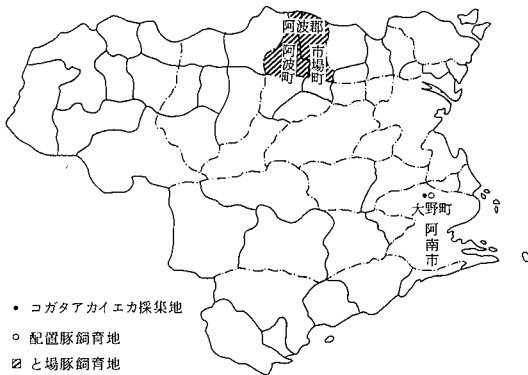 阿波郡
阿波町
市場町
大野町
阿南市
• コガタアカイエカ採集地
○ 配置豚飼育地
▨ と場豚飼育地